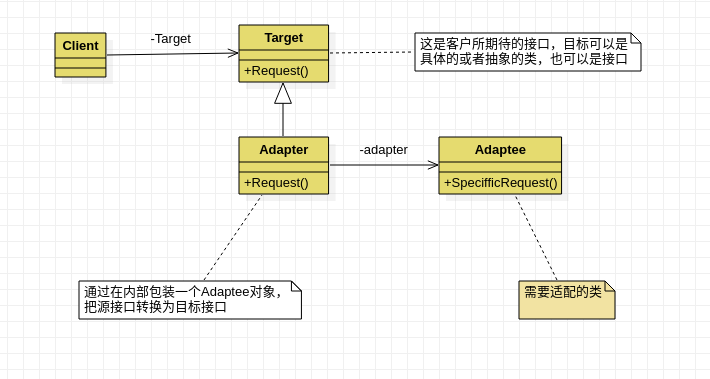 Client
-Target
Target
+Request()
这是客户所期待的接口，目标可以是
具体的或者抽象的类，也可以是接口
Adapter
+Request()
-adapter
Adaptee
+SpecifficRequest()
通过在内部包装一个Adaptee对象，
把源接口转换为目标接口
需要适配的类